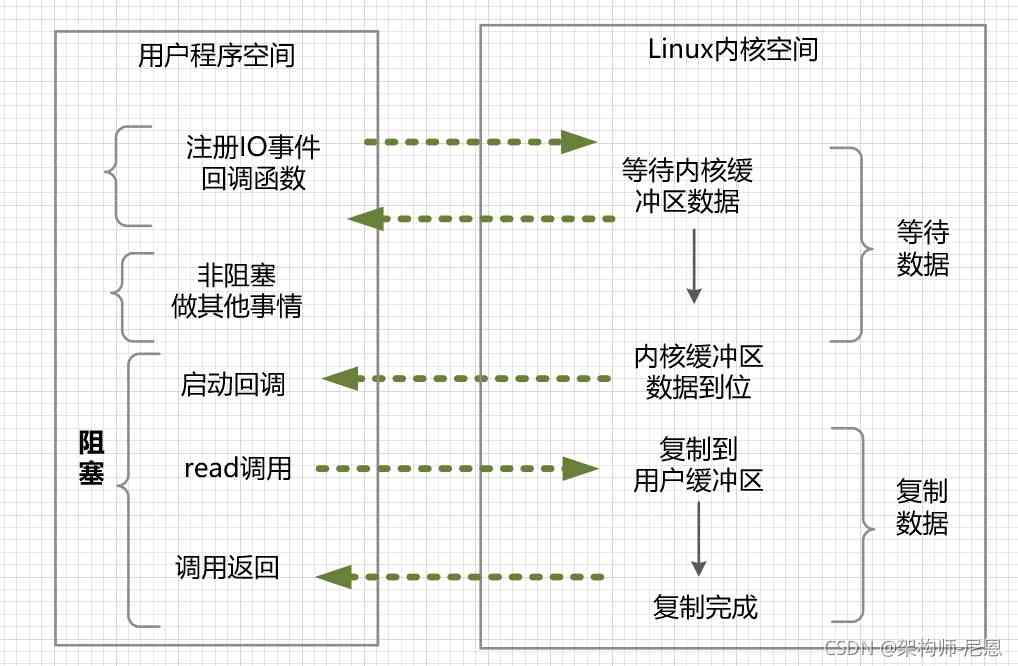 用户程序空间
Linux内核空间
注册IO事件
回调函数
等待内核缓
冲区数据
等待
数据
非阻塞
做其他事情
内核缓冲区
数据到位
启动回调
阻
塞
read调用
复制到
用户缓冲区
复制
数据
调用返回
复制完成
CSDN @架构师-尼恩